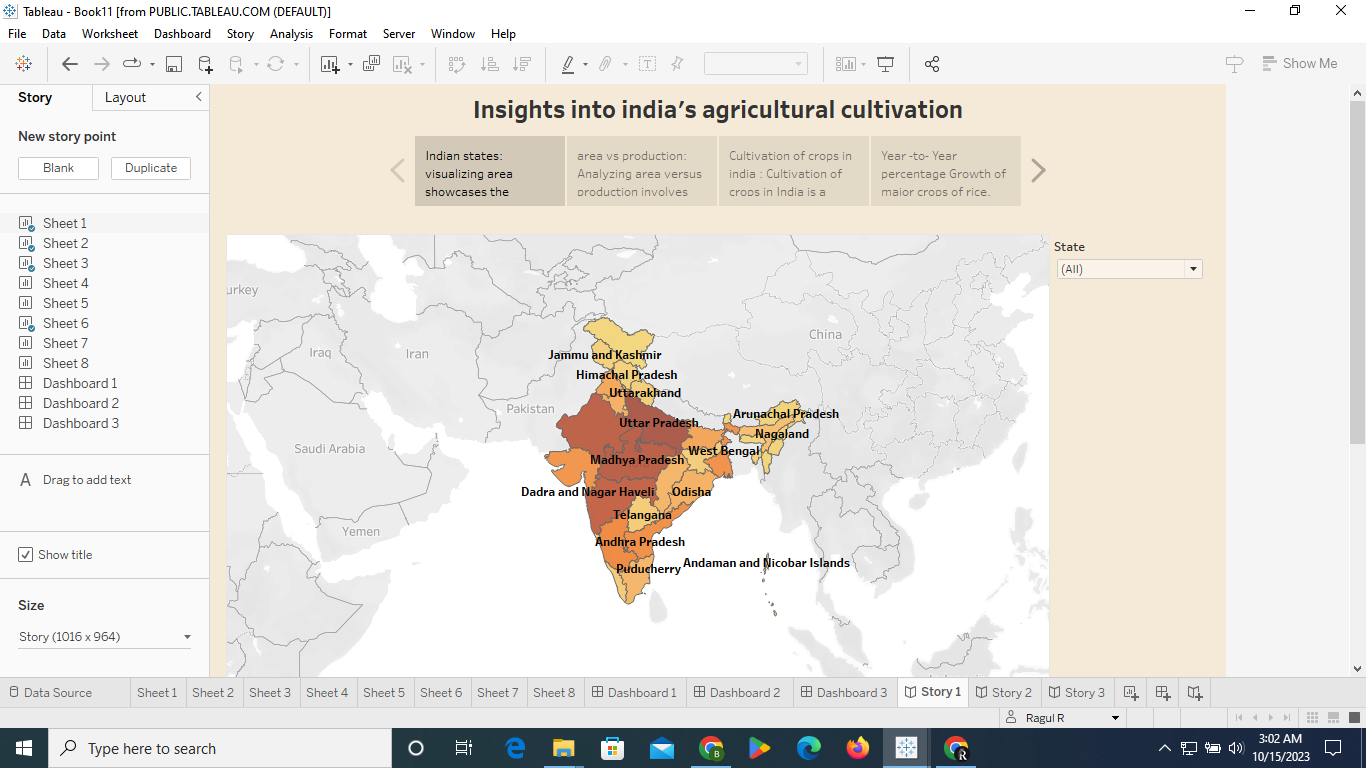 Tableau - Book11 [from PUBLIC.TABLEAU.COM (DEFAULT)]
File Data Worksheet Dashboard Story Analysis Format Server Window Help
Show Me
Story
Layout
New story point
Blank
Duplicate
Sheet 1
Sheet 2
Sheet 3
Sheet 4
Sheet 5
Sheet 6
Sheet 7
Sheet 8
Dashboard 1
Dashboard 2
Dashboard 3
A Drag to add text
Show title
Size
Story (1016 x 964)
Insights into india's agricultural cultivation
Indian states:
visualizing area
showcases the
area vs production:
Analyzing area versus
production involves
Cultivation of crops in
india : Cultivation of
crops in India is a
Year -to- Year
percentage Growth of
major crops of rice,
State
(All)
urkey
Iraq
Iran
China
Pakistan
Saudi Arabia
Yemen
Jammu and Kashmir
Himachal Pradesh
Uttarakhand
Arunachal Pradesh
Uttar Pradesh
Nagaland
West Bengal
Madhya Pradesh
Dadra and Nagar Haveli
Odisha
Telangana
Andhra Pradesh
Andaman and Nicobar Islands
Puducherry
Data Source Sheet 1 Sheet 2 Sheet 3 Sheet 4 Sheet 5 Sheet 6 Sheet 7 Sheet 8 Dashboard 1 Dashboard 2 Dashboard 3 Story 1 Story 2 Story 3
Ragul R
Type here to search
B
R
3:02 AM
10/15/2023